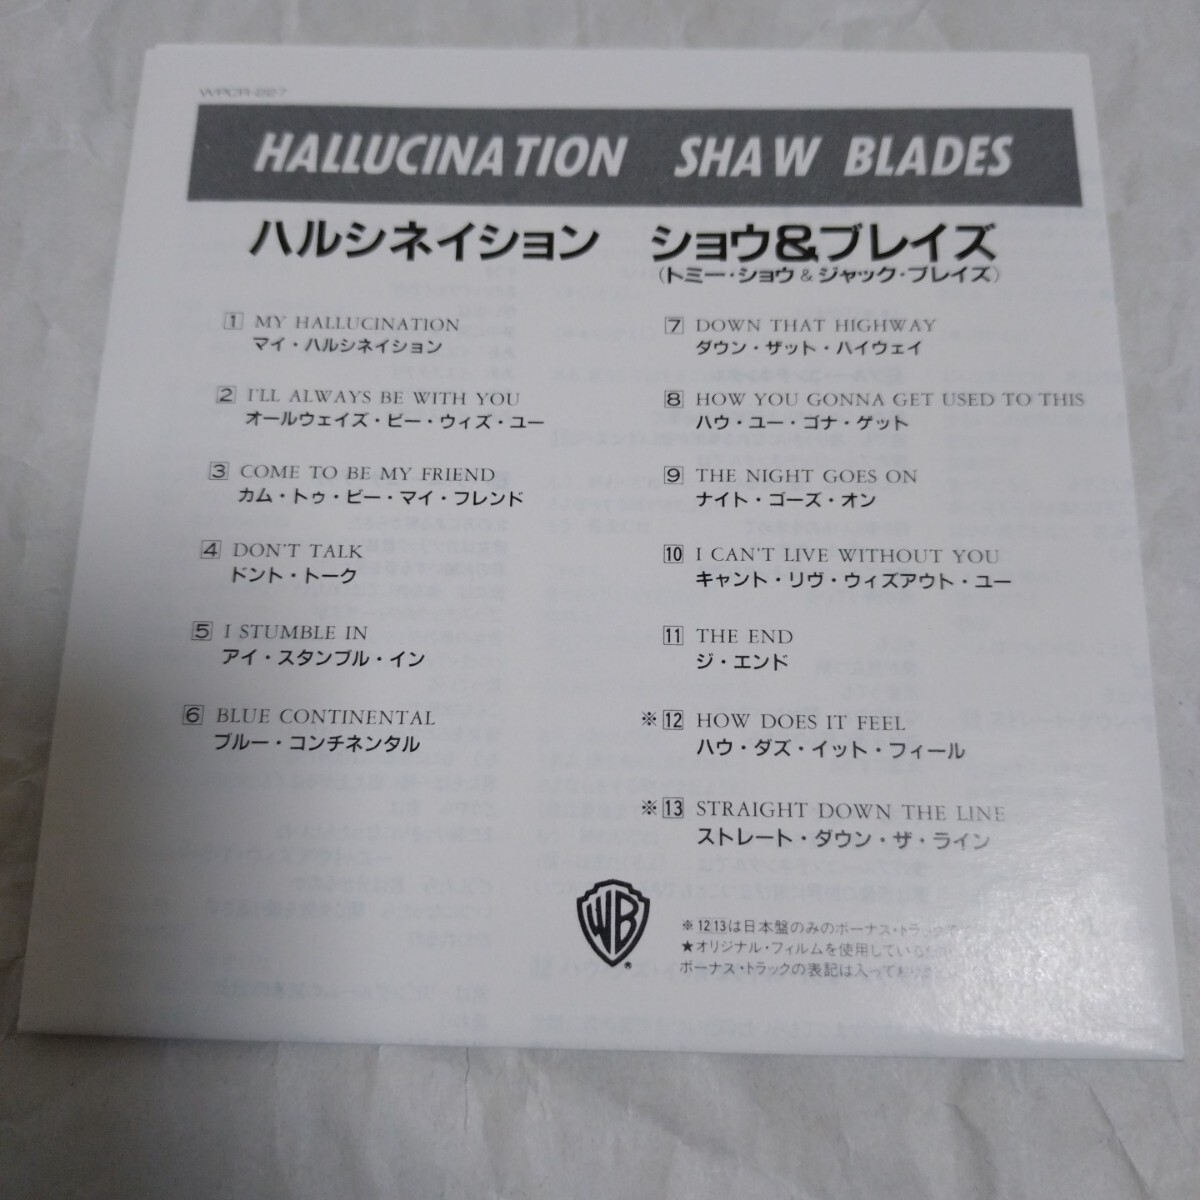 WPCR-227
HALLUCINATION SHAW BLADES
ハルシネイション ショウ&ブレイズ
(トミー・ショウ&ジャック・ブレイズ)
1 MY HALLUCINATION
マイ・ハルシネイション
2 I'LL ALWAYS BE WITH YOU
オールウェイズ・ビー・ウィズ・ユー
3 COME TO BE MY FRIEND
カム・トゥ・ビー・マイ・フレンド
4 DON'T TALK
ドント・トーク
5 I STUMBLE IN
アイ・スタンブル・イン
6 BLUE CONTINENTAL
ブルー・コンチネンタル
7 DOWN THAT HIGHWAY
ダウン・ザット・ハイウェイ
8 HOW YOU GONNA GET USED TO THIS
ハウ・ユー・ゴナ・ゲット
9 THE NIGHT GOES ON
ナイト・ゴーズ・オン
10 I CAN'T LIVE WITHOUT YOU
キャント・リヴ・ウィズアウト・ユー
11 THE END
ジ・エンド
※12 HOW DOES IT FEEL
ハウ・ダズ・イット・フィール
※13 STRAIGHT DOWN THE LINE
ストレート・ダウン・ザ・ライン
WB
※12 13は日本盤のみのボーナス・トラックで
★オリジナル・フィルムを使用している
ボーナス・トラックの表記は入っており